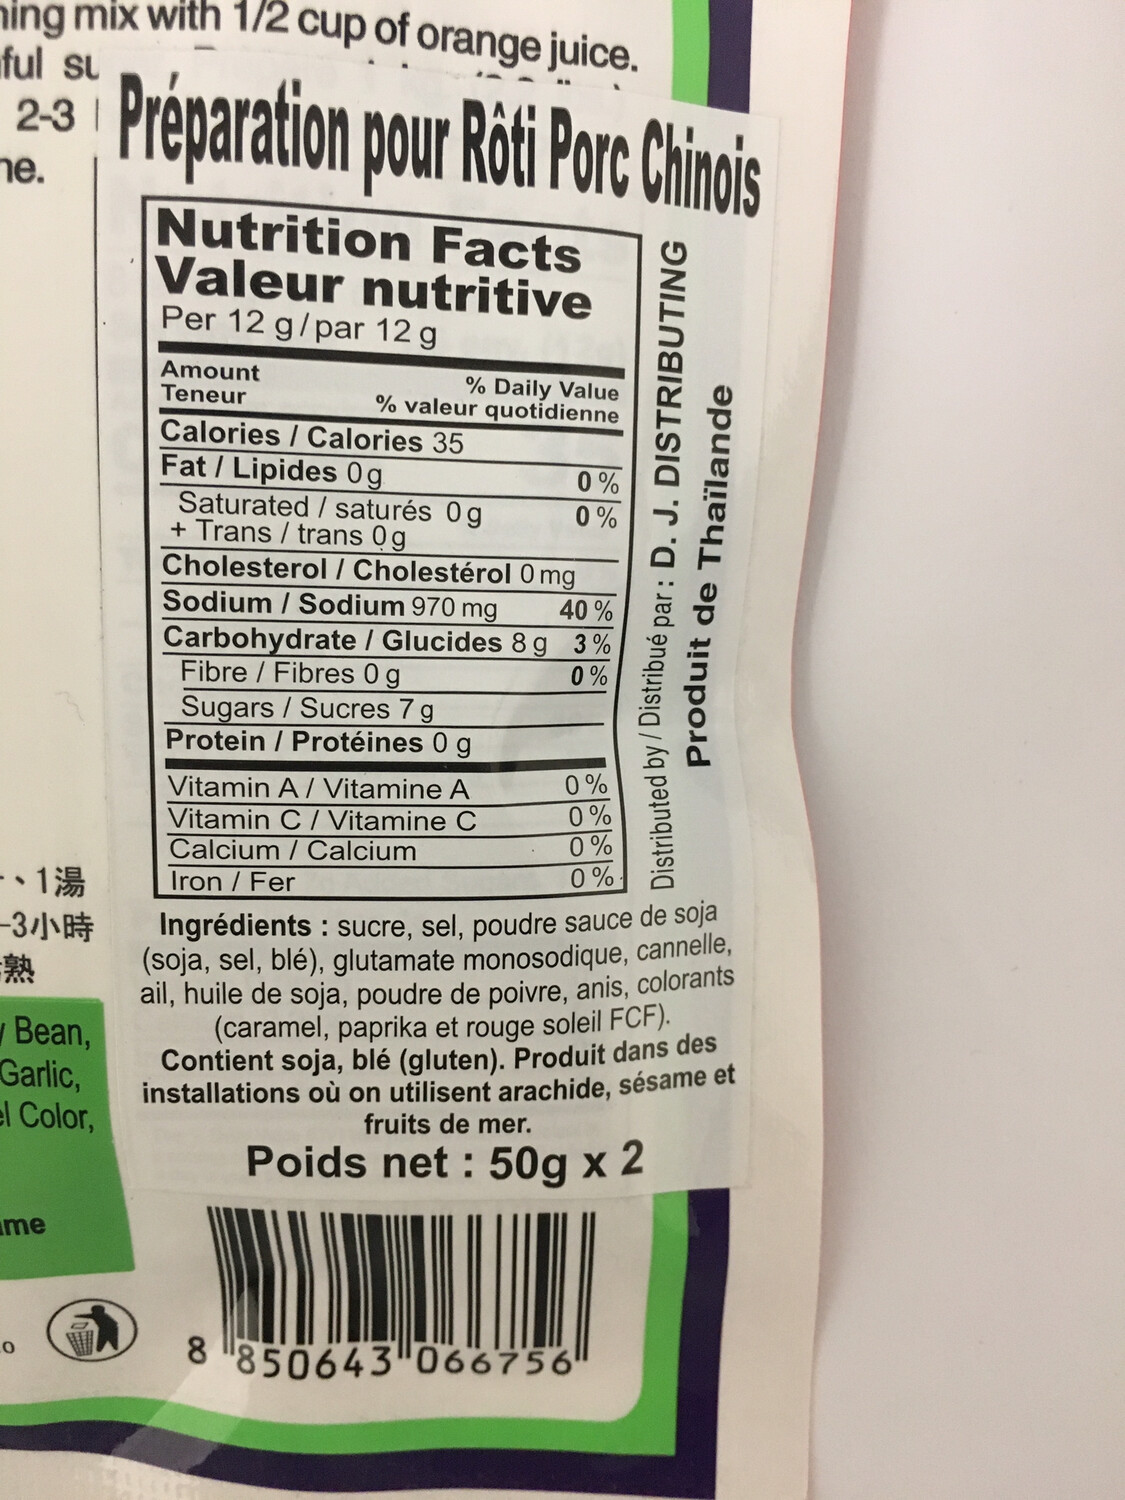 mix with 1/2 cup of orange juice.
2-3
Préparation pour Rôti Porc Chinois
Nutrition Facts
Valeur nutritive
Per 12 g/par 12 g
Amount % Daily Value
Teneur % valeur quotidienne
Calories / Calories 35
Fat / Lipides 0 g 0 %
Saturated / saturés 0 g 0 %
+ Trans / trans 0 g
Cholesterol / Cholestérol 0 mg
Sodium / Sodium 970 mg 40 %
Carbohydrate / Glucides 8 g 3 %
Fibre / Fibres 0 g 0 %
Sugars / Sucres 7 g
Protein / Protéines 0 g
Vitamin A / Vitamine A 0 %
Vitamin C / Vitamine C 0 %
Calcium / Calcium 0 %
Iron / Fer 0 %
Distributed by / Distribué par : D. J. DISTRIBUTING
Produit de Thaïlande
、1湯
-3小時
熟
Bean,
Garlic,
Color,
Ingrédients : sucre, sel, poudre sauce de soja
(soja, sel, blé), glutamate monosodique, cannelle,
ail, huile de soja, poudre de poivre, anis, colorants
(caramel, paprika et rouge soleil FCF).
Contient soja, blé (gluten). Produit dans des
installations où on utilisent arachide, sésame et
fruits de mer.
Poids net : 50g x 2
8 850643 066756